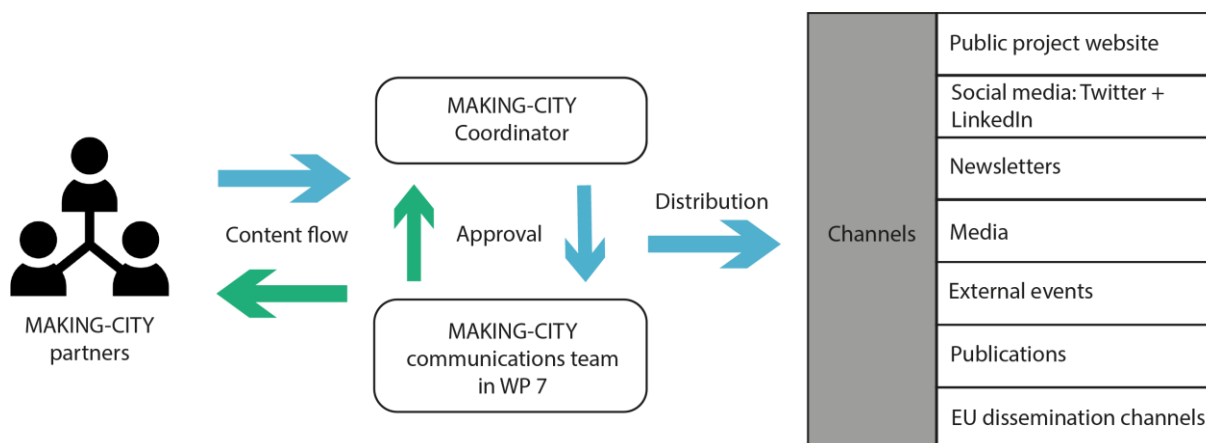 MAKING-CITY
partners
Content flow
MAKING-CITY
Coordinator
Approval
MAKING-CITY
communications team
in WP 7
Distribution
Channels
Public project website
Social media: Twitter +
LinkedIn
Newsletters
Media
External events
Publications
EU dissemination channels